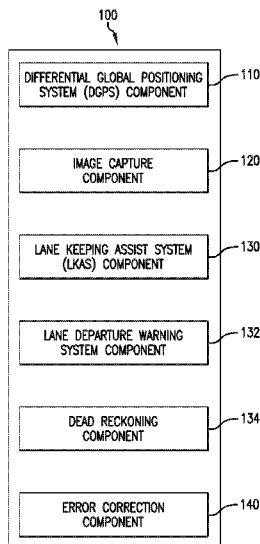 100
DIFFERENTIAL GLOBAL POSITIONING
SYSTEM (DGPS) COMPONENT
110
IMAGE CAPTURE
COMPONENT
120
LANE KEEPING ASSIST SYSTEM
(LKAS) COMPONENT
130
LANE DEPARTURE WARNING
SYSTEM COMPONENT
132
DEAD RECKONING
COMPONENT
134
ERROR CORRECTION
COMPONENT
140